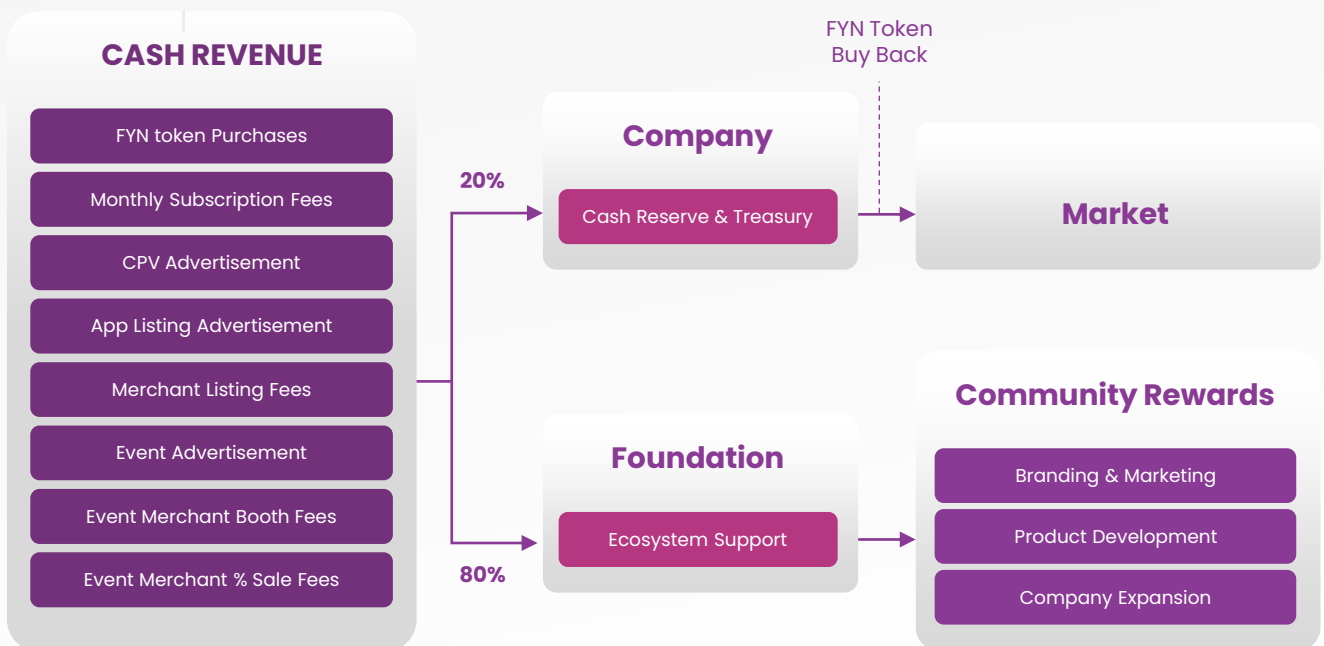 CASH REVENUE
FYN token Purchases
Monthly Subscription Fees
CPV Advertisement
App Listing Advertisement
Merchant Listing Fees
Event Advertisement
Event Merchant Booth Fees
Event Merchant % Sale Fees
20%
80%
Company
Cash Reserve & Treasury
FYN Token
Buy Back
Market
Foundation
Ecosystem Support
Community Rewards
Branding & Marketing
Product Development
Company Expansion